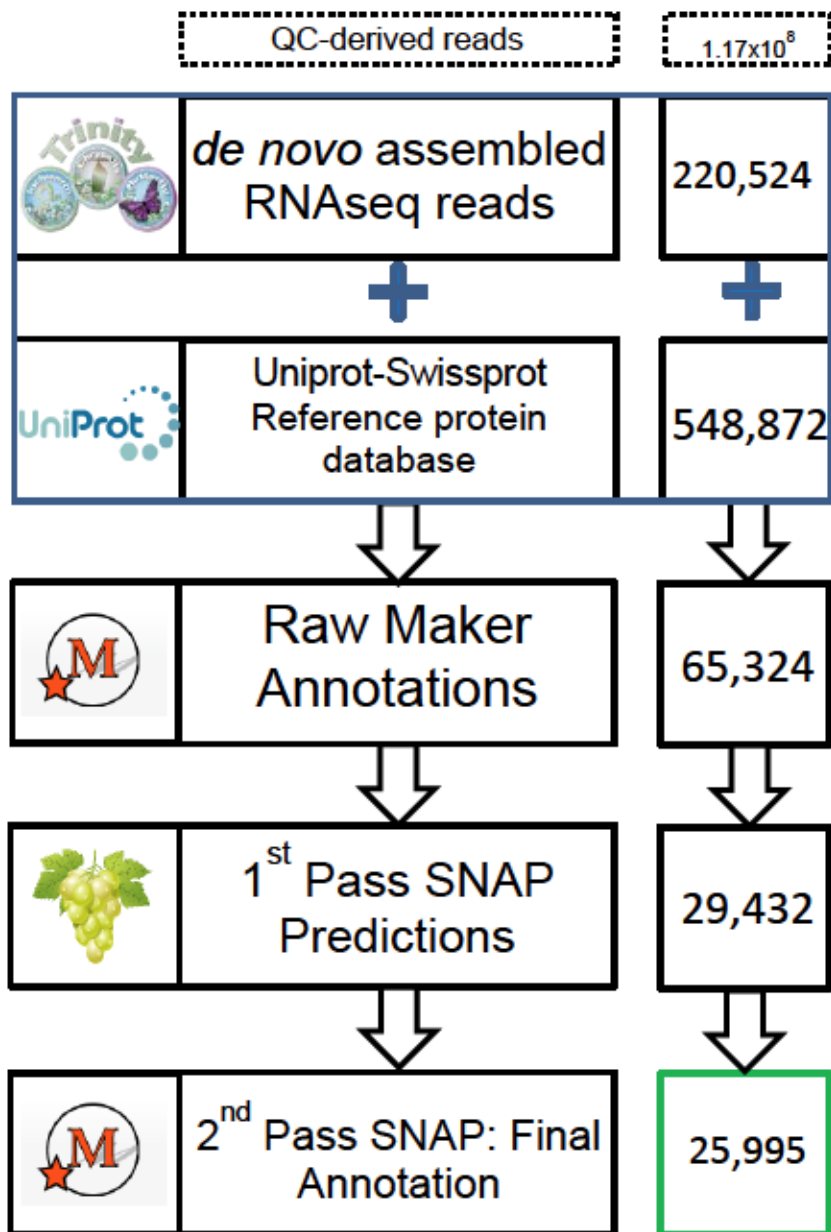 QC-derived reads
1.17x10⁸
Trinity
de novo assembled
RNAseq reads
220,524
UniProt
Uniprot-Swissprot
Reference protein
database
548,872
M
Raw Maker
Annotations
65,324
1st Pass SNAP
Predictions
29,432
M
2nd Pass SNAP: Final
Annotation
25,995